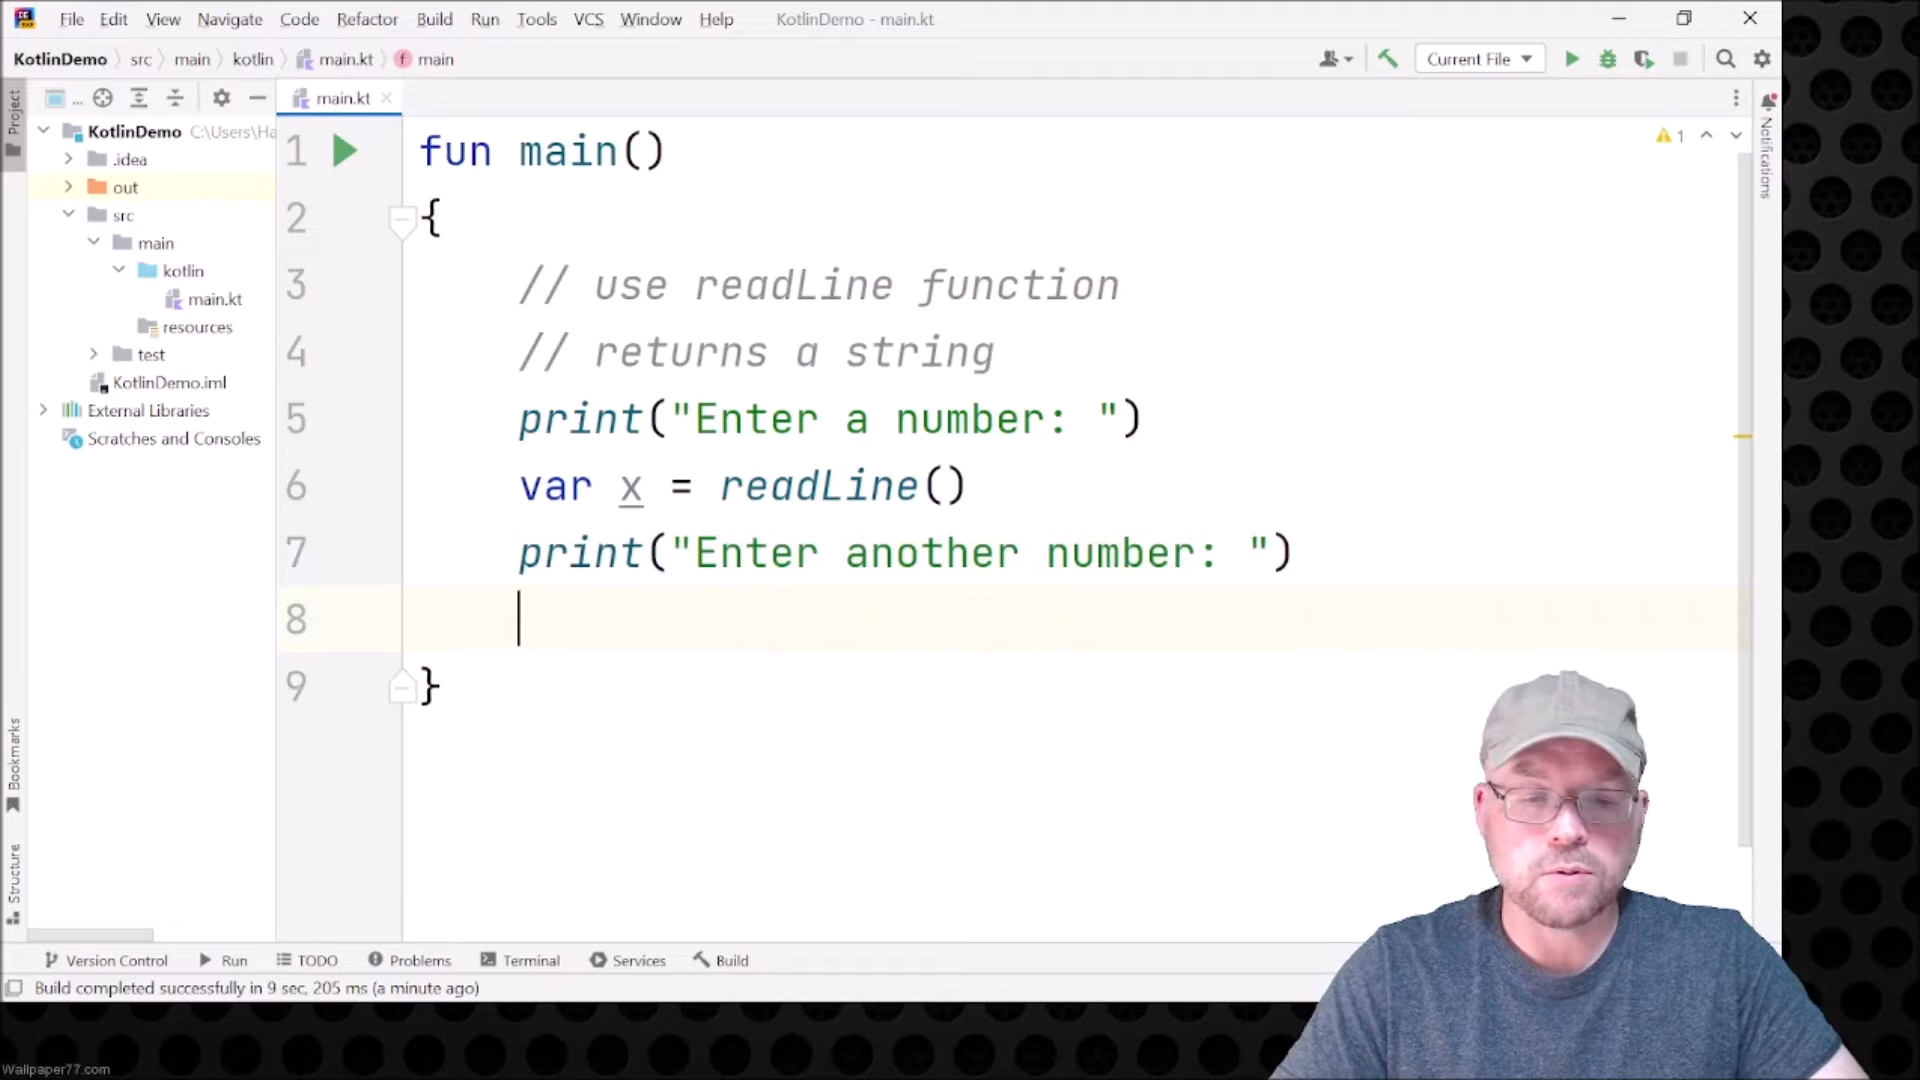 File Edit View Navigate Code Refactor Build Run Tools VCS Window Help KotlinDemo - main.kt
KotlinDemo src main kotlin main.kt main Current File
Project
... main.kt
KotlinDemo C:\Users\Ha
.idea
out
src
main
kotlin
main.kt
resources
test
KotlinDemo.iml
External Libraries
Scratches and Consoles
1 fun main()
2 {
3 // use readLine function
4 // returns a string
5 print("Enter a number: ")
6 var x = readLine()
7 print("Enter another number: ")
8
9 }
1
Notifications
Bookmarks
Structure
Version Control Run TODO Problems Terminal Services Build
Build completed successfully in 9 sec, 205 ms (a minute ago)
Wallpaper77.com